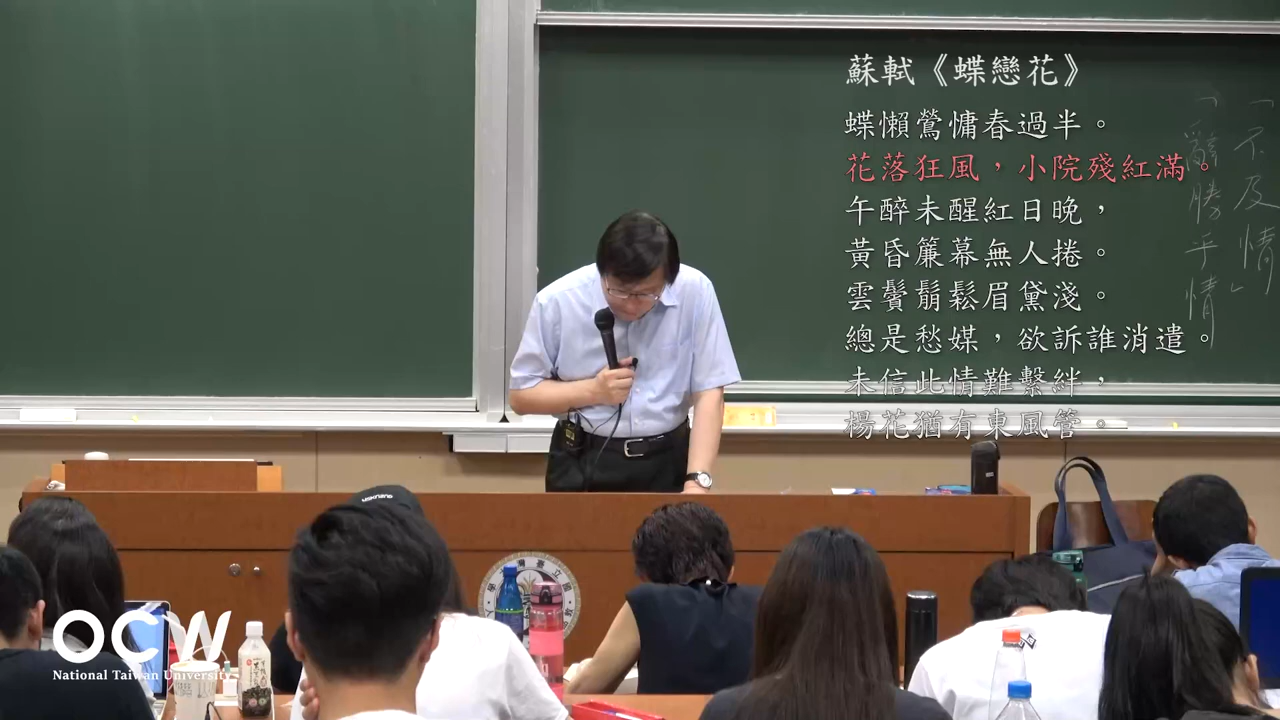 蘇軾《蝶戀花》
蝶懶鶯慵春過半。
花落狂風，小院殘紅滿。
午醉未醒紅日晚，
黃昏簾幕無人捲。
雲鬢鬅鬆眉黛淺。
總是愁媒，欲訴誰消遣。
未信此情難繫絆，
楊花猶有東風管。
「不及情」
「辭勝乎情
OCW
National Taiwan University